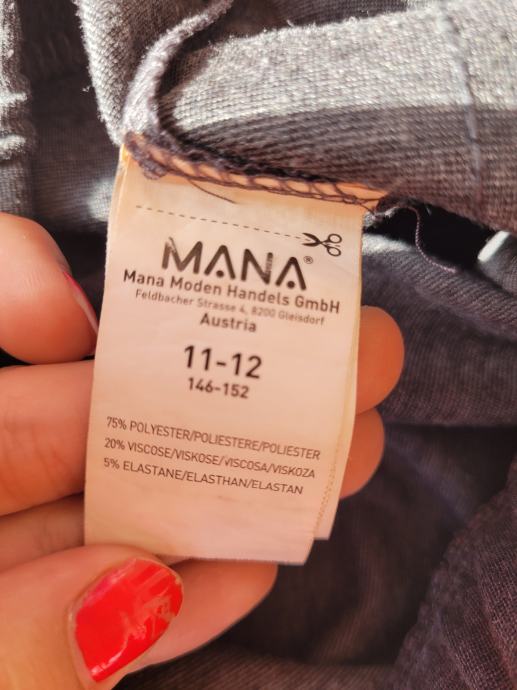 MANA®
Mana Moden Handels GmbH
Feldbacher Strasse 4, 8200 Gleisdorf
Austria
11-12
146-152
75% POLYESTER/POLIESTERE/POLIESTER
20% VISCOSE/VISKOSE/VISCOSA/VISKOZA
5% ELASTANE/ELASTHAN/ELASTAN